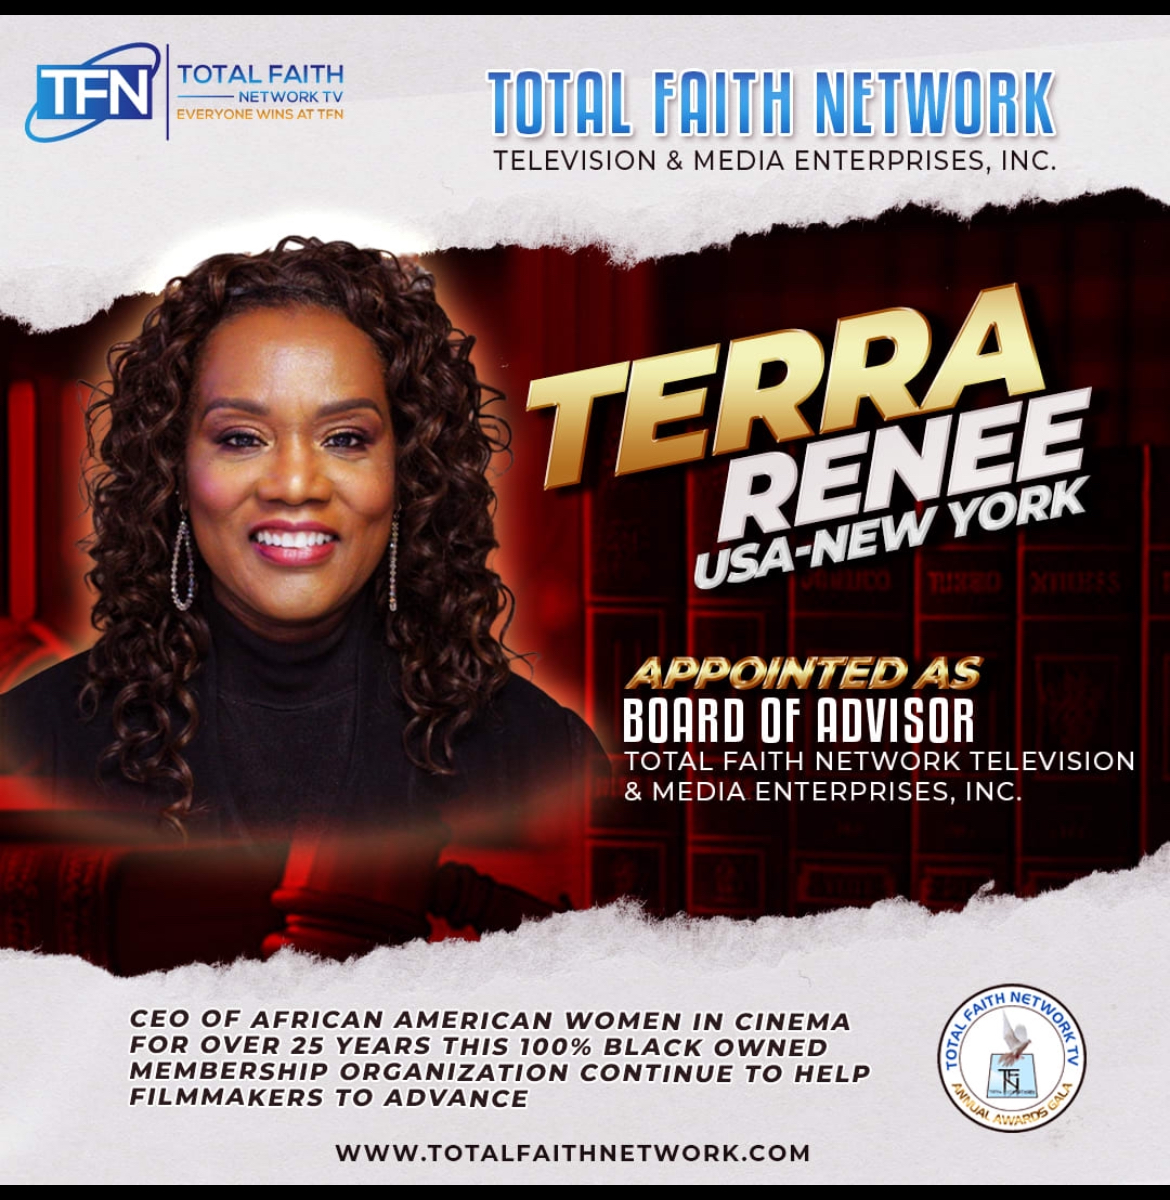 TFN
TOTAL FAITH
NETWORK TV
EVERYONE WINS AT TFN
TOTAL FAITH NETWORK
TELEVISION & MEDIA ENTERPRISES, INC.
TERRA
RENEE
USA-NEW YORK
APPOINTED AS
BOARD OF ADVISOR
TOTAL FAITH NETWORK TELEVISION
& MEDIA ENTERPRISES, INC.
CEO OF AFRICAN AMERICAN WOMEN IN CINEMA
FOR OVER 25 YEARS THIS 100% BLACK OWNED
MEMBERSHIP ORGANIZATION CONTINUE TO HELP
FILMMAKERS TO ADVANCE
TOTAL FAITH NETWORK TV
ANNUAL AWARDS GALA
WWW.TOTALFAITHNETWORK.COM